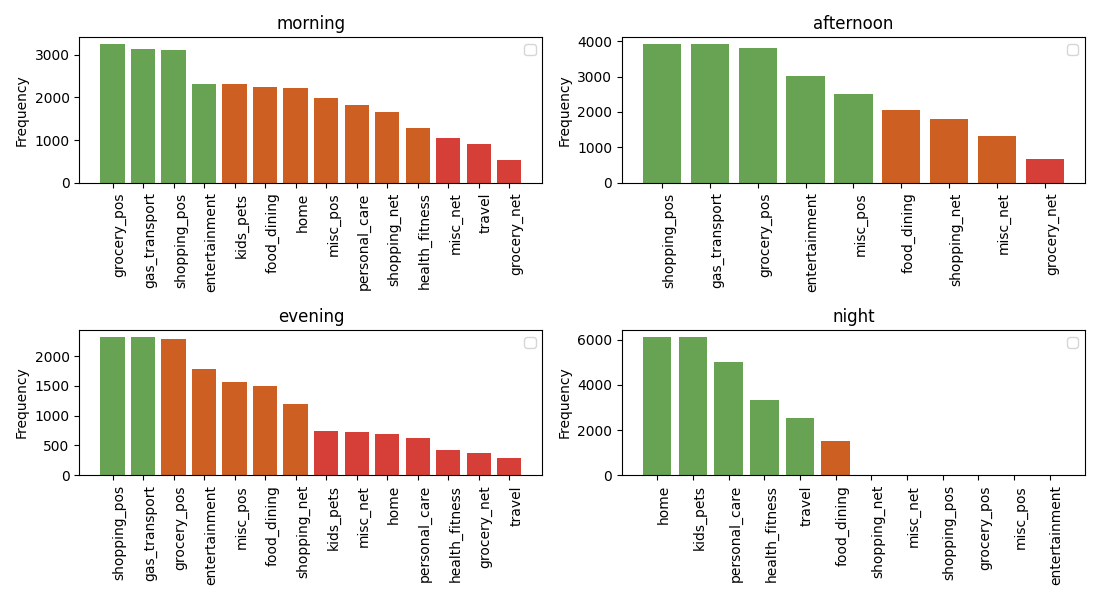 morning
Frequency
3000
2000
1000
0
grocery_pos
gas_transport
shopping_pos
entertainment
kids_pets
food_dining
home
misc_pos
personal_care
shopping_net
health_fitness
misc_net
travel
grocery_net
afternoon
Frequency
4000
3000
2000
1000
0
shopping_pos
gas_transport
grocery_pos
entertainment
misc_pos
food_dining
shopping_net
misc_net
grocery_net
evening
Frequency
2000
1500
1000
500
0
shopping_pos
gas_transport
grocery_pos
entertainment
misc_pos
food_dining
shopping_net
kids_pets
misc_net
home
personal_care
health_fitness
grocery_net
travel
night
Frequency
6000
4000
2000
0
home
kids_pets
personal_care
health_fitness
travel
food_dining
shopping_net
misc_net
shopping_pos
grocery_pos
misc_pos
entertainment